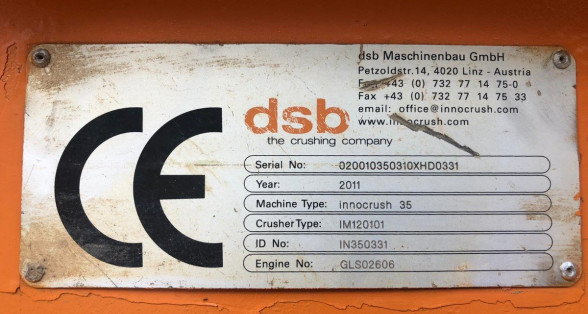 dsb Maschinenbau GmbH
Petzoldstr.14, 4020 Linz - Austria
+43 (0) 732 77 14 75-0
Fax +43 (0) 732 77 14 75 33
email: office@innocrush.com
www.innocrush.com
CE
dsb
the crushing company
Serial No: 020010350310XHD0331
Year: 2011
Machine Type: innocrush 35
Crusher Type: IM120101
ID No: IN350331
Engine No: GLS02606